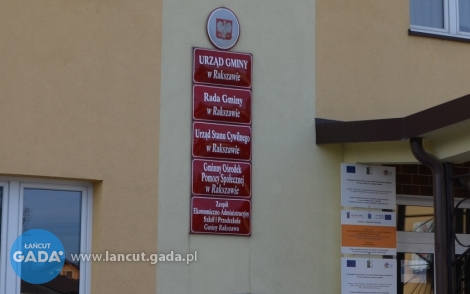 URZĄD GMINY
w Rakszawie
Rada Gminy
w Rakszawie
Urząd Stanu Cywilnego
w Rakszawie
Gminny Ośrodek
Pomocy Społecznej
w Rakszawie
Zespół
Ekonomiczno-Administracyjny
Szkół i Przedszkola
Gminy Rakszawa
ŁAŃCUT
GADA
www.lancut.gada.pl